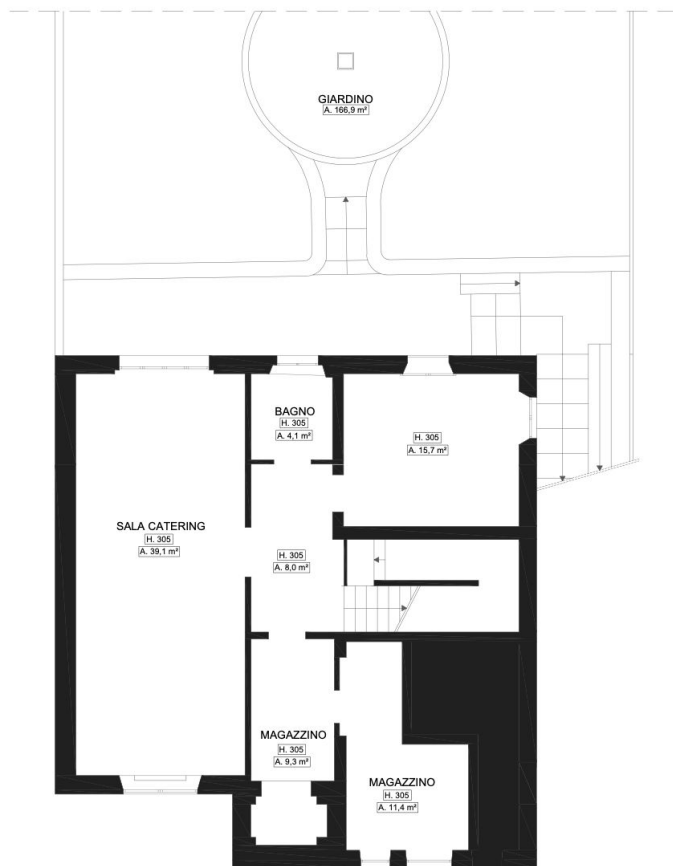 GIARDINO
A. 166,9 m²
BAGNO
H. 305
A. 4,1 m²
H. 305
A. 15,7 m²
SALA CATERING
H. 305
A. 39,1 m²
H. 305
A. 8,0 m²
MAGAZZINO
H. 305
A. 9,3 m²
MAGAZZINO
H. 305
A. 11,4 m²